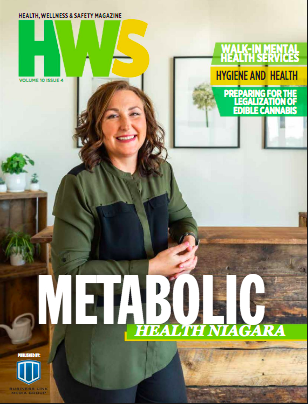 HEALTH, WELLNESS & SAFETY MAGAZINE
HWS
VOLUME 10 ISSUE 4
WALK-IN MENTAL
HEALTH SERVICES
HYGIENE AND HEALTH
PREPARING FOR THE
LEGALIZATION OF
EDIBLE CANNABIS
METABOLIC
HEALTH NIAGARA
PUBLISHED BY: